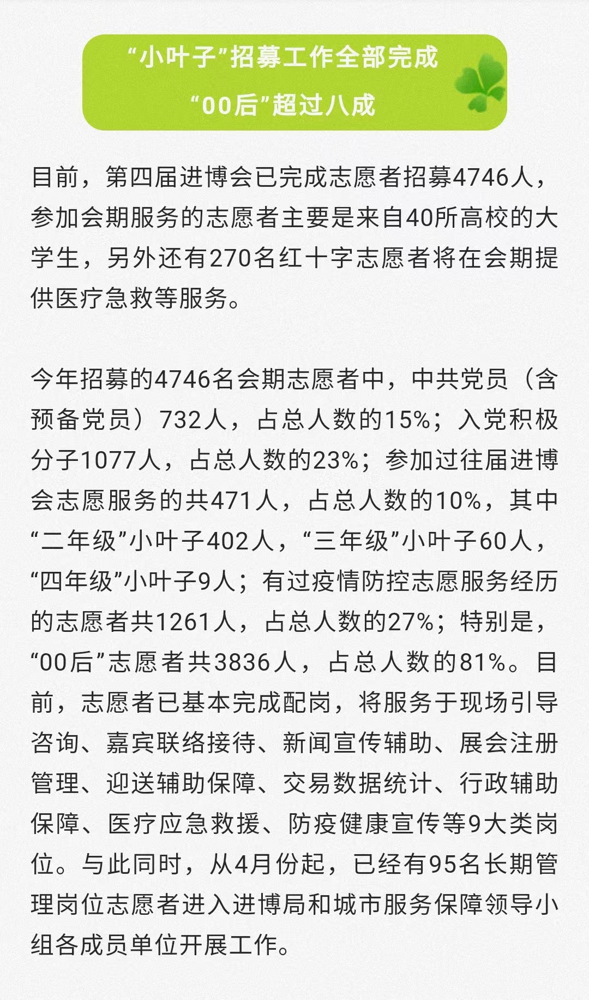 “小叶子”招募工作全部完成
“00后”超过八成
目前，第四届进博会已完成志愿者招募4746人，
参加会期服务的志愿者主要是来自40所高校的大
学生，另外还有270名红十字志愿者将在会期提
供医疗急救等服务。
今年招募的4746名会期志愿者中，中共党员（含
预备党员）732人，占总人数的15%；入党积极
分子1077人，占总人数的23%；参加过往届进博
会志愿服务的共471人，占总人数的10%，其中
“二年级”小叶子402人，“三年级”小叶子60人，
“四年级”小叶子9人；有过疫情防控志愿服务经历
的志愿者共1261人，占总人数的27%；特别是，
“00后”志愿者共3836人，占总人数的81%。目
前，志愿者已基本完成配岗，将服务于现场引导
咨询、嘉宾联络接待、新闻宣传辅助、展会注册
管理、迎送辅助保障、交易数据统计、行政辅助
保障、医疗应急救援、防疫健康宣传等9大类岗
位。与此同时，从4月份起，已经有95名长期管
理岗位志愿者进入进博局和城市服务保障领导小
组各成员单位开展工作。